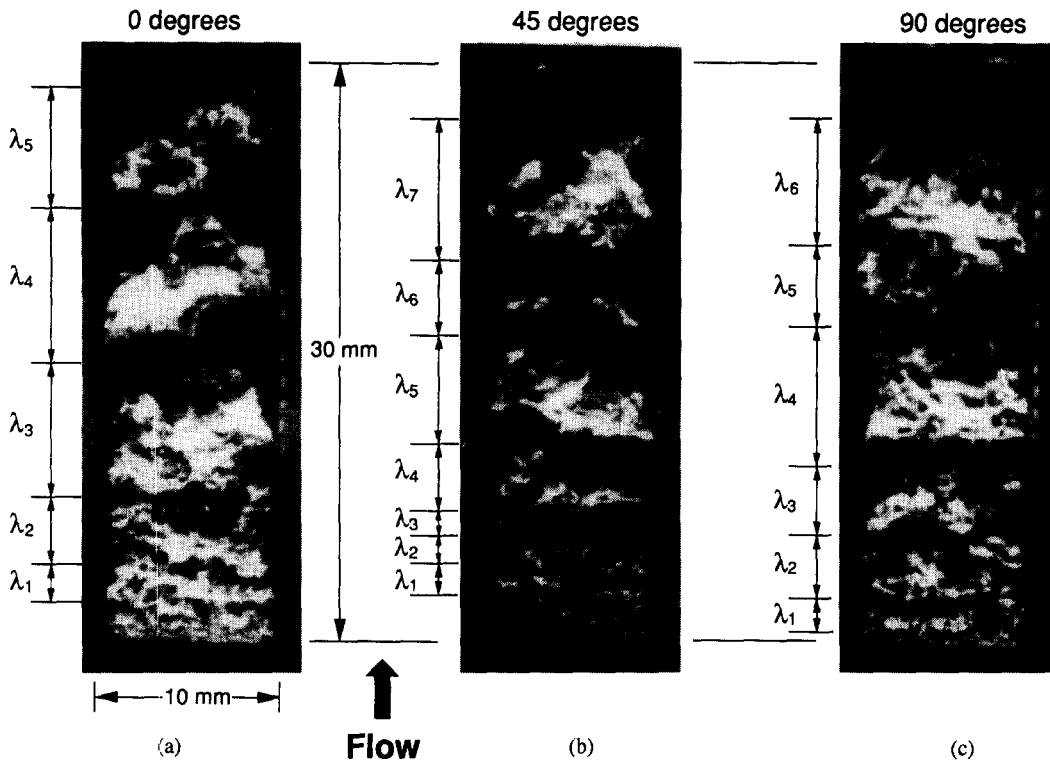 0 degrees
45 degrees
90 degrees
λ5
λ4
λ3
λ2
λ1
30 mm
λ7
λ6
λ5
λ4
λ3
λ2
λ1
λ6
λ5
λ4
λ3
λ2
λ1
10 mm
Flow
(a)
(b)
(c)